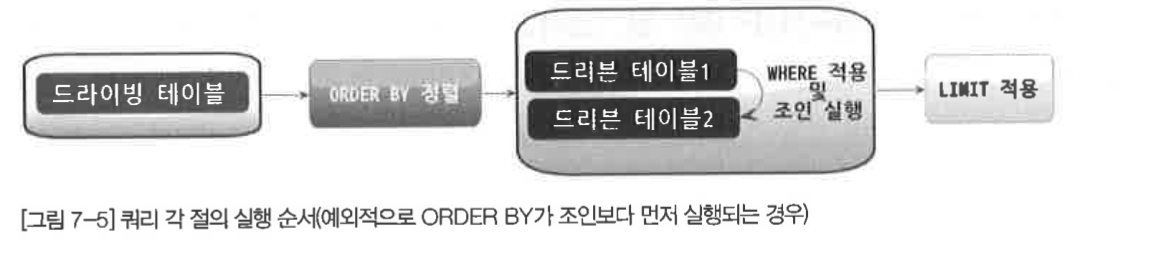 드라이빙 테이블
ORDER BY 정렬
드리븐 테이블1
드리븐 테이블2
WHERE 적용
및
조인 실행
LIMIT 적용
[그림 7-5] 쿼리 각 절의 실행 순서(예외적으로 ORDER BY가 조인보다 먼저 실행되는 경우)